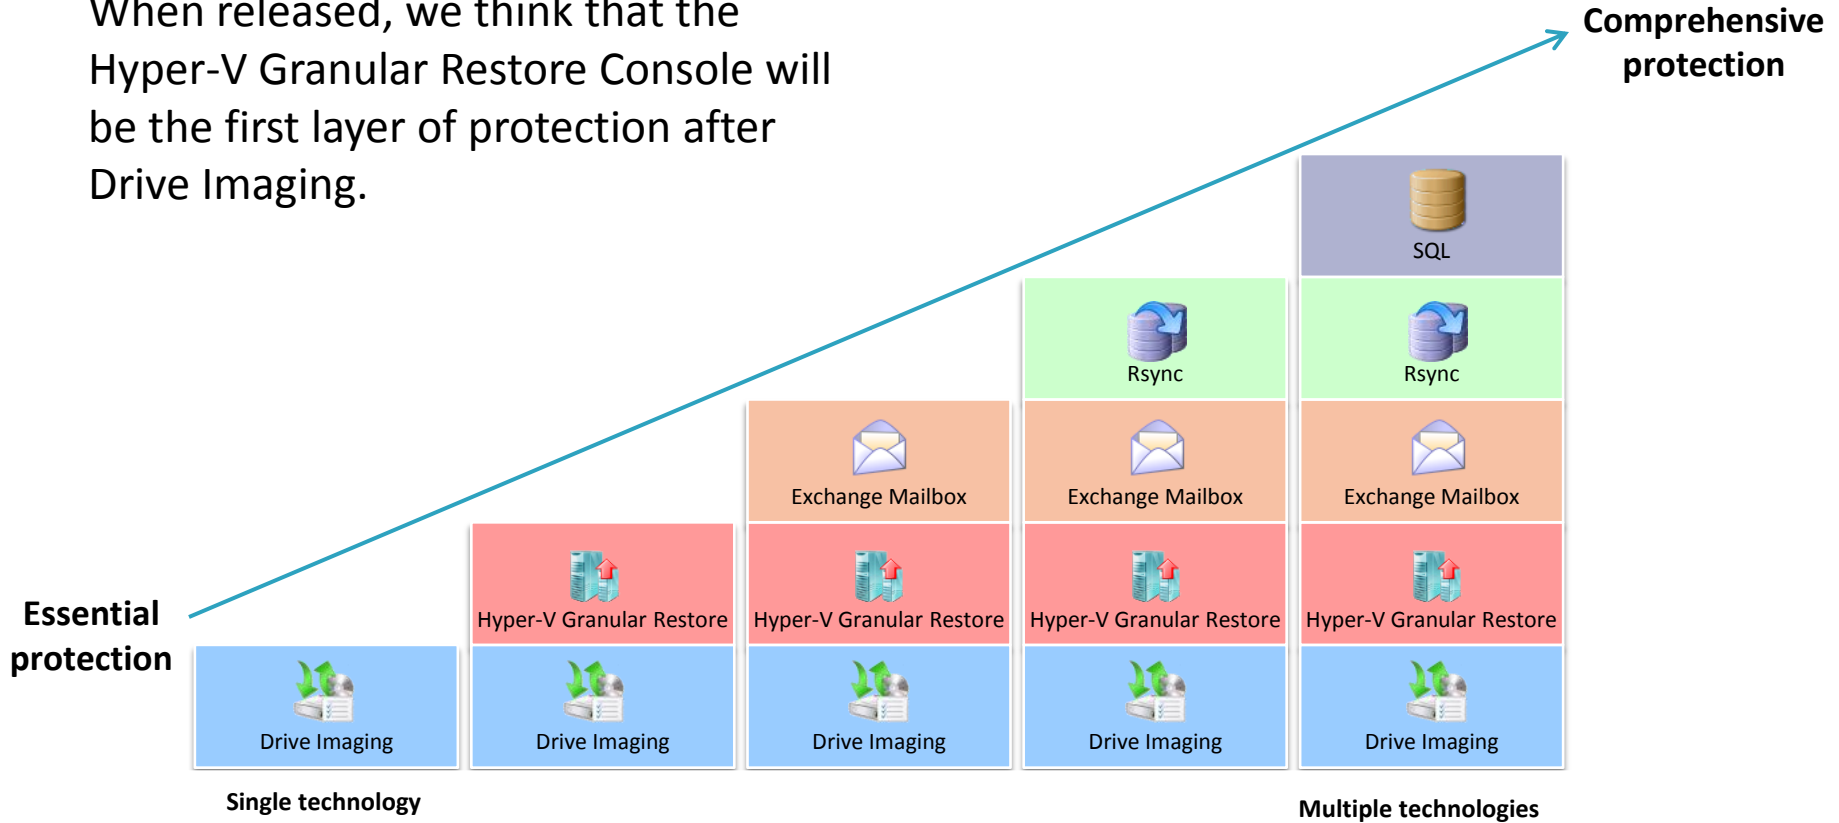 When released, we think that the
Hyper-V Granular Restore Console will
be the first layer of protection after
Drive Imaging.
Comprehensive
protection
SQL
Rsync
Rsync
Exchange Mailbox
Exchange Mailbox
Exchange Mailbox
Essential
protection
Hyper-V Granular Restore
Hyper-V Granular Restore
Hyper-V Granular Restore
Hyper-V Granular Restore
Drive Imaging
Drive Imaging
Drive Imaging
Drive Imaging
Drive Imaging
Single technology
Multiple technologies